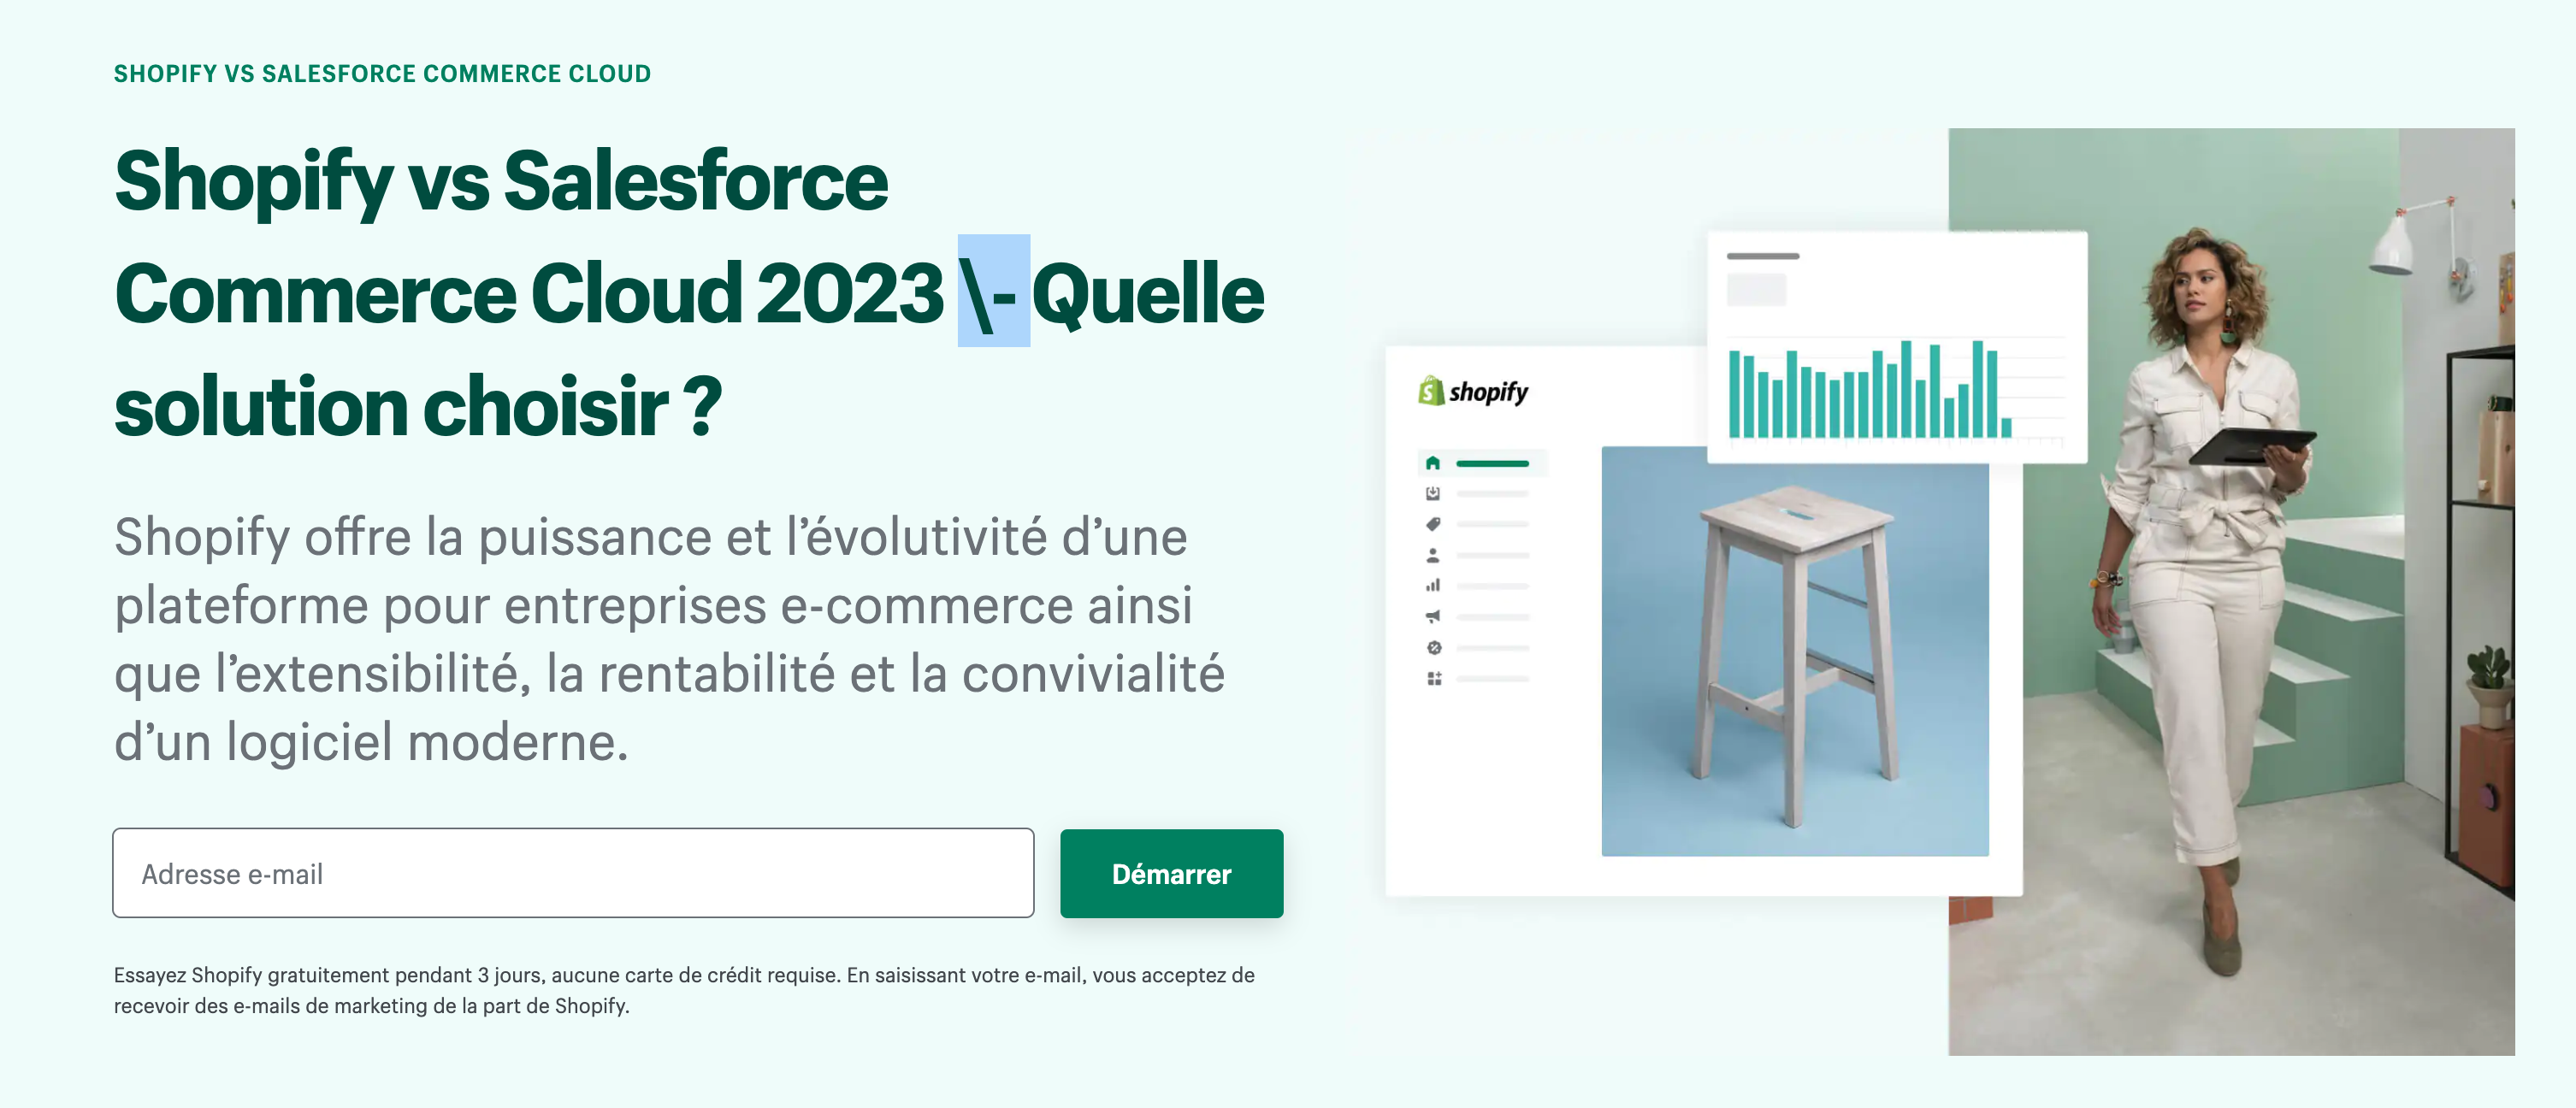 SHOPIFY VS SALESFORCE COMMERCE CLOUD
Shopify vs Salesforce
Commerce Cloud 2023 \- Quelle
solution choisir ?
Shopify offre la puissance et l’évolutivité d’une
plateforme pour entreprises e-commerce ainsi
que l’extensibilité, la rentabilité et la convivialité
d’un logiciel moderne.
Adresse e-mail
Démarrer
Essayez Shopify gratuitement pendant 3 jours, aucune carte de crédit requise. En saisissant votre e-mail, vous acceptez de
recevoir des e-mails de marketing de la part de Shopify.
shopify